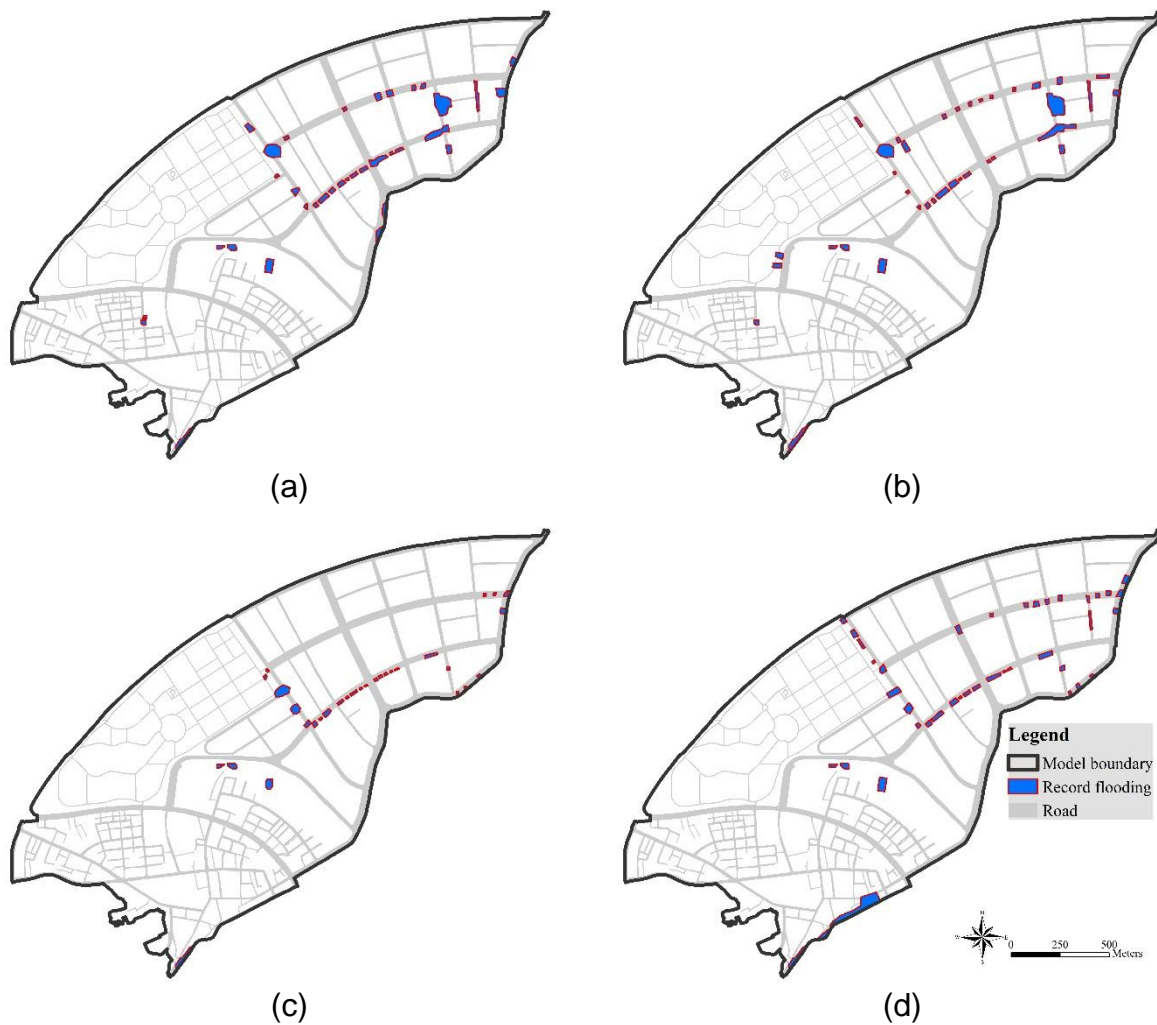 (a)
(b)
Legend
Model boundary
Record flooding
Road
N
W
E
S
0 250 500
Meters
(c)
(d)